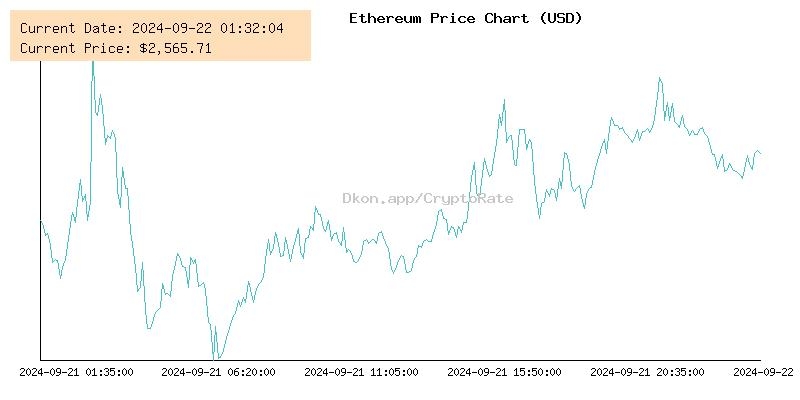 Ethereum Price Chart (USD)
Current Date: 2024-09-22 01:32:04
Current Price: $2,565.71
Dkon.app/CryptoRate
2024-09-21 01:35:00 2024-09-21 06:20:00 2024-09-21 11:05:00 2024-09-21 15:50:00 2024-09-21 20:35:00 2024-09-22